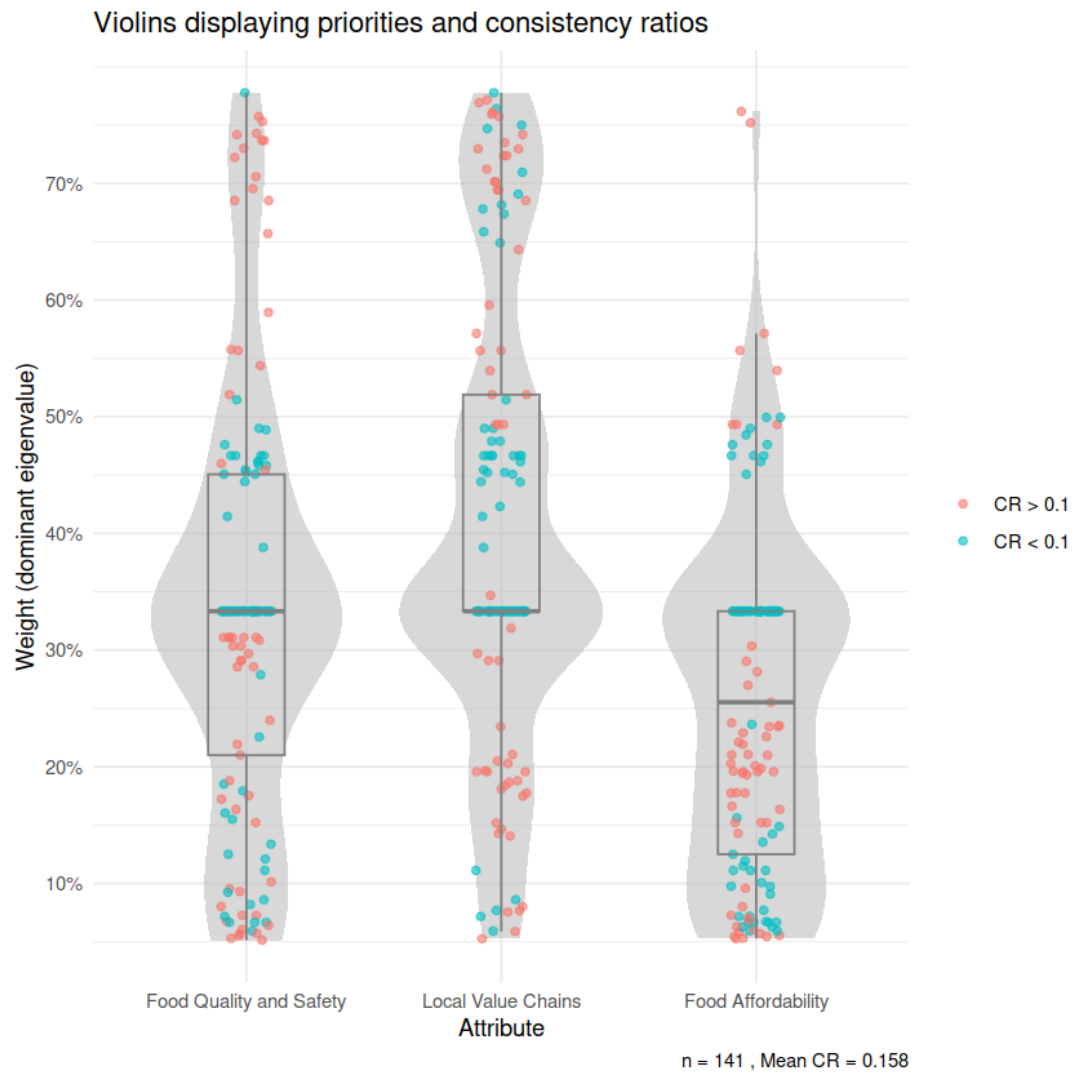 Violins displaying priorities and consistency ratios
Weight (dominant eigenvalue)
70%
60%
50%
40%
30%
20%
10%
CR > 0.1
CR < 0.1
Food Quality and Safety
Local Value Chains
Food Affordability
Attribute
n = 141 , Mean CR = 0.158